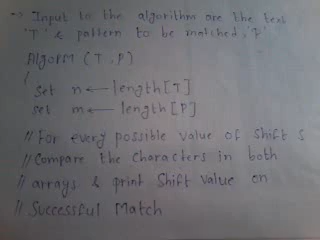 → Input to the algorithm are the text
'T' & pattern to be matched, 'P'
AlgoPM (T, P)
{
Set n ← length[T]
Set m ← length[P]
// For every possible value of shift s
// Compare the characters in both
// arrays & print shift value on
// Successful Match